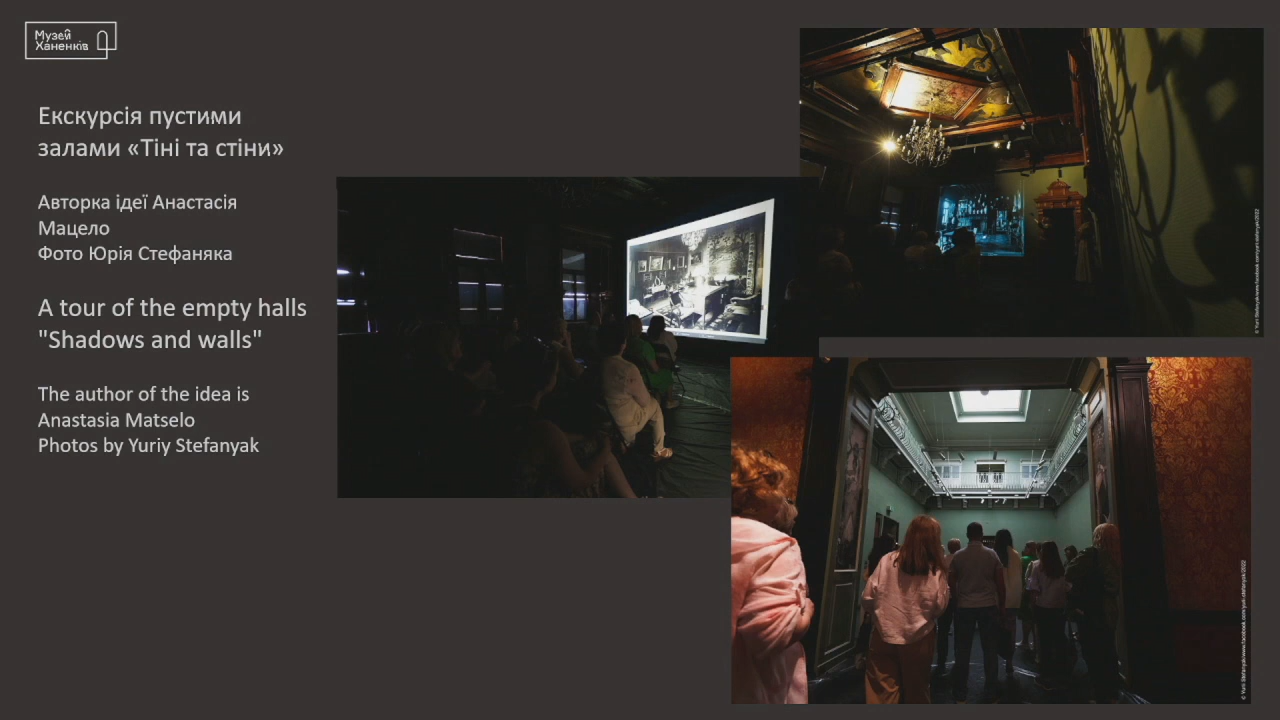 Музей
Ханенків
Екскурсія пустими
залами «Тіні та стіни»
Авторка ідеї Анастасія
Мацело
Фото Юрія Стефаняка
A tour of the empty halls
"Shadows and walls"
The author of the idea is
Anastasia Matselo
Photos by Yuriy Stefanyak